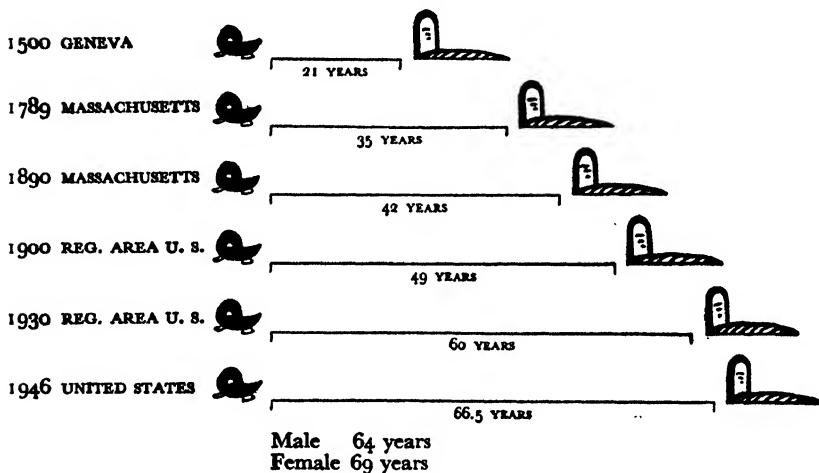 1500 GENEVA
21 YEARS
1789 MASSACHUSETTS
35 YEARS
1890 MASSACHUSETTS
42 YEARS
1900 REG. AREA U. S.
49 YEARS
1930 REG. AREA U. S.
60 YEARS
1946 UNITED STATES
66.5 YEARS
Male 64 years
Female 69 years